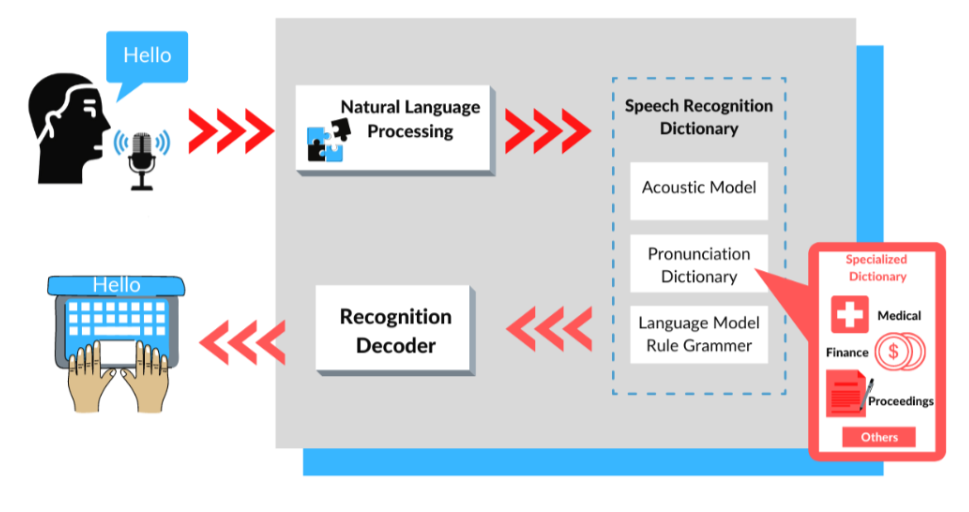 Hello
Natural Language
Processing
Speech Recognition
Dictionary
Acoustic Model
Pronunciation
Dictionary
Language Model
Rule Grammer
Specialized
Dictionary
Medical
Finance
$
Proceedings
Others
Recognition
Decoder
Hello